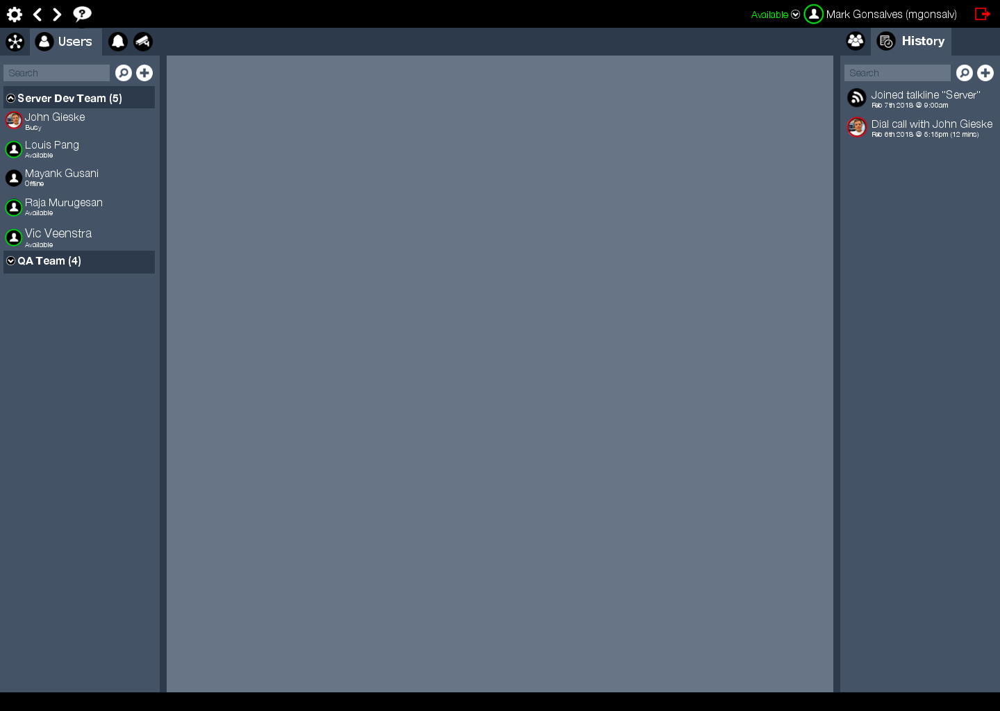 ?
Available
Mark Gonsalves (mgonsalv)
Users
History
Search
Search
Server Dev Team (5)
John Gieske
Busy
Louis Pang
Available
Mayank Gusani
Offline
Raja Murugesan
Available
Vic Veenstra
Available
QA Team (4)
Joined talkline "Server"
Feb 7th 2018 @ 9:00am
Dial call with John Gieske
Feb 6th 2018 @ 5:15pm (12 mins)